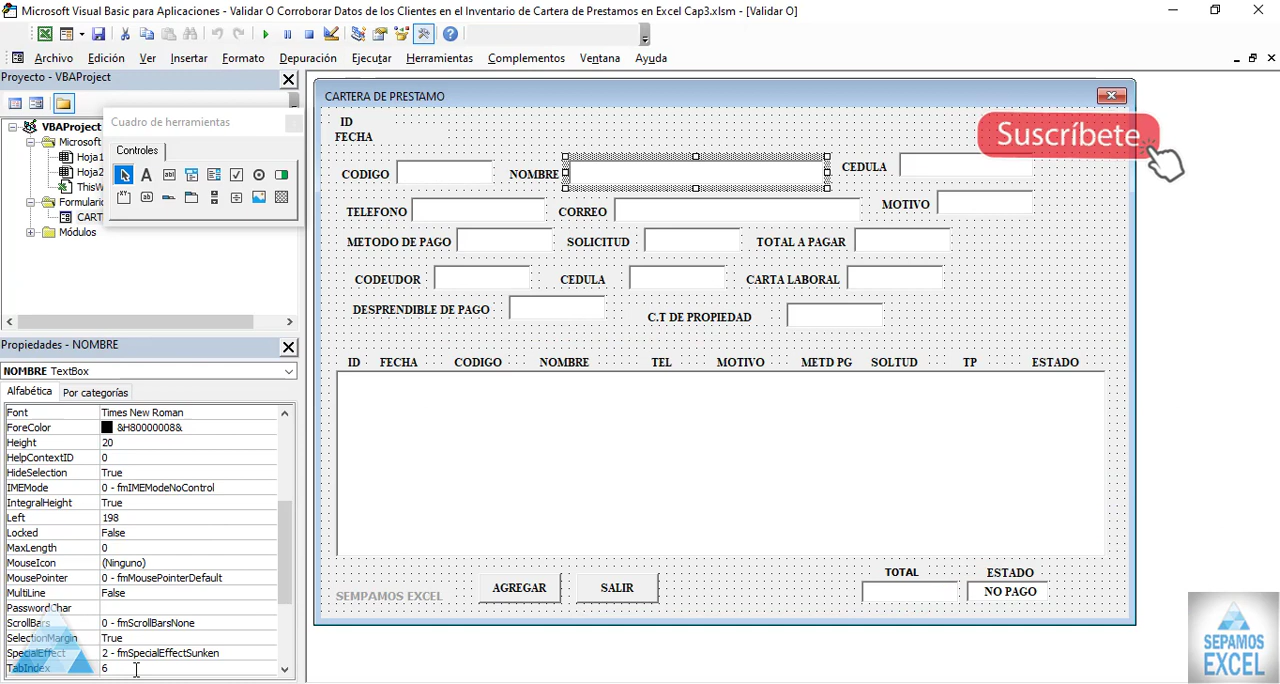 Microsoft Visual Basic para Aplicaciones - Validar O Corroborar Datos de los Clientes en el Inventario de Cartera de Prestamos en Excel Cap3.xlsm - [Validar O]
Archivo Edición Ver Insertar Formato Depuración Ejecutar Herramientas Complementos Ventana Ayuda
Proyecto - VBAProject
Cuadro de herramientas
Controles
VBAProject
Microsoft
Hoja1
Hoja2
ThisW
Formulario
CART
Módulos
Propiedades - NOMBRE
NOMBRE TextBox
Alfabética Por categorías
Font Times New Roman
ForeColor &H80000008&
Height 20
HelpContextID 0
HideSelection True
IMEMode 0 - fmIMEModeNoControl
IntegralHeight True
Left 198
Locked False
MaxLength 0
MouseIcon (Ninguno)
MousePointer 0 - fmMousePointerDefault
MultiLine False
PasswordChar
ScrollBars 0 - fmScrollBarsNone
SelectionMargin True
SpecialEffect 2 - fmSpecialEffectSunken
TabIndex 6
CARTERA DE PRESTAMO
ID
FECHA
Suscríbete
CODIGO NOMBRE CEDULA
TELEFONO CORREO MOTIVO
METODO DE PAGO SOLICITUD TOTAL A PAGAR
CODEUDOR CEDULA CARTA LABORAL
DESPRENDIBLE DE PAGO C.T DE PROPIEDAD
ID FECHA CODIGO NOMBRE TEL MOTIVO METD PG SOLTUD TP ESTADO
TOTAL ESTADO
SEMPAMOS EXCEL AGREGAR SALIR NO PAGO
SEPAMOS
EXCEL